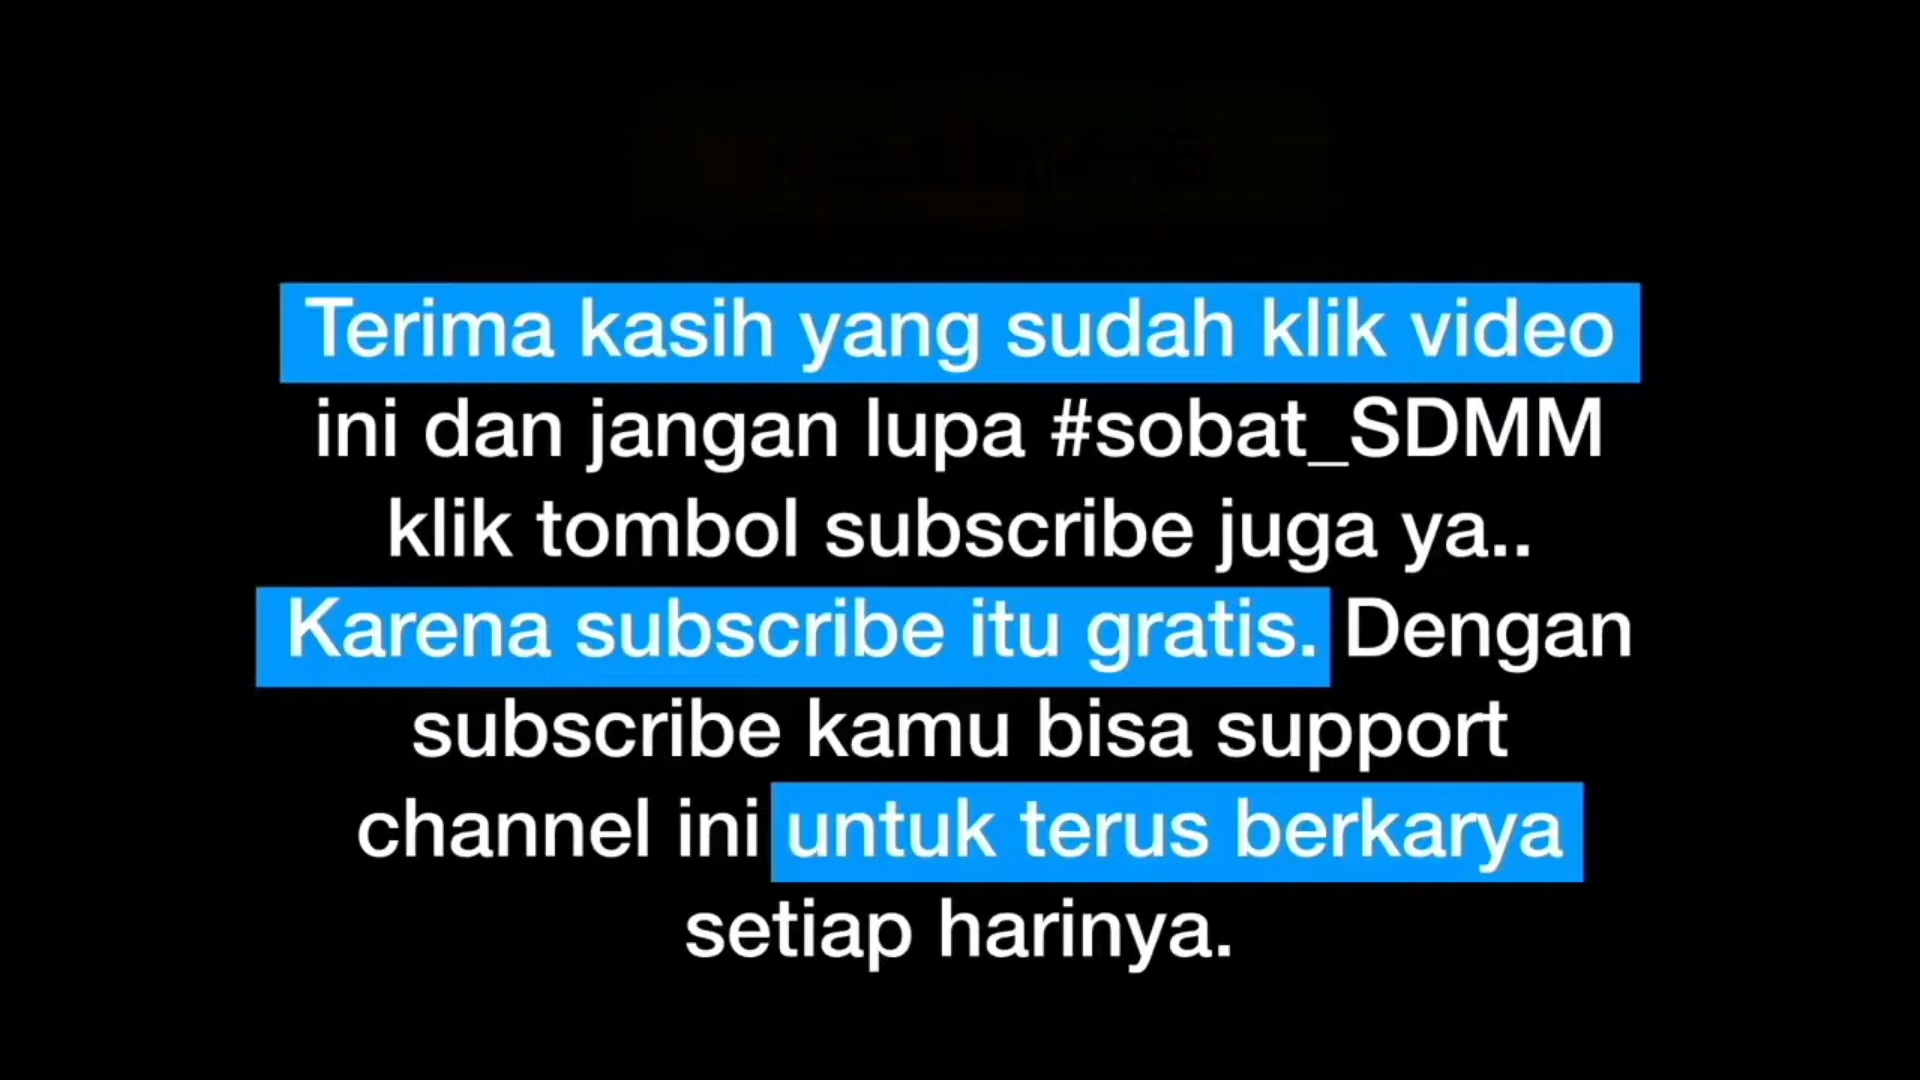 Terima kasih yang sudah klik video
ini dan jangan lupa #sobat_SDMM
klik tombol subscribe juga ya..
Karena subscribe itu gratis. Dengan
subscribe kamu bisa support
channel ini untuk terus berkarya
setiap harinya.